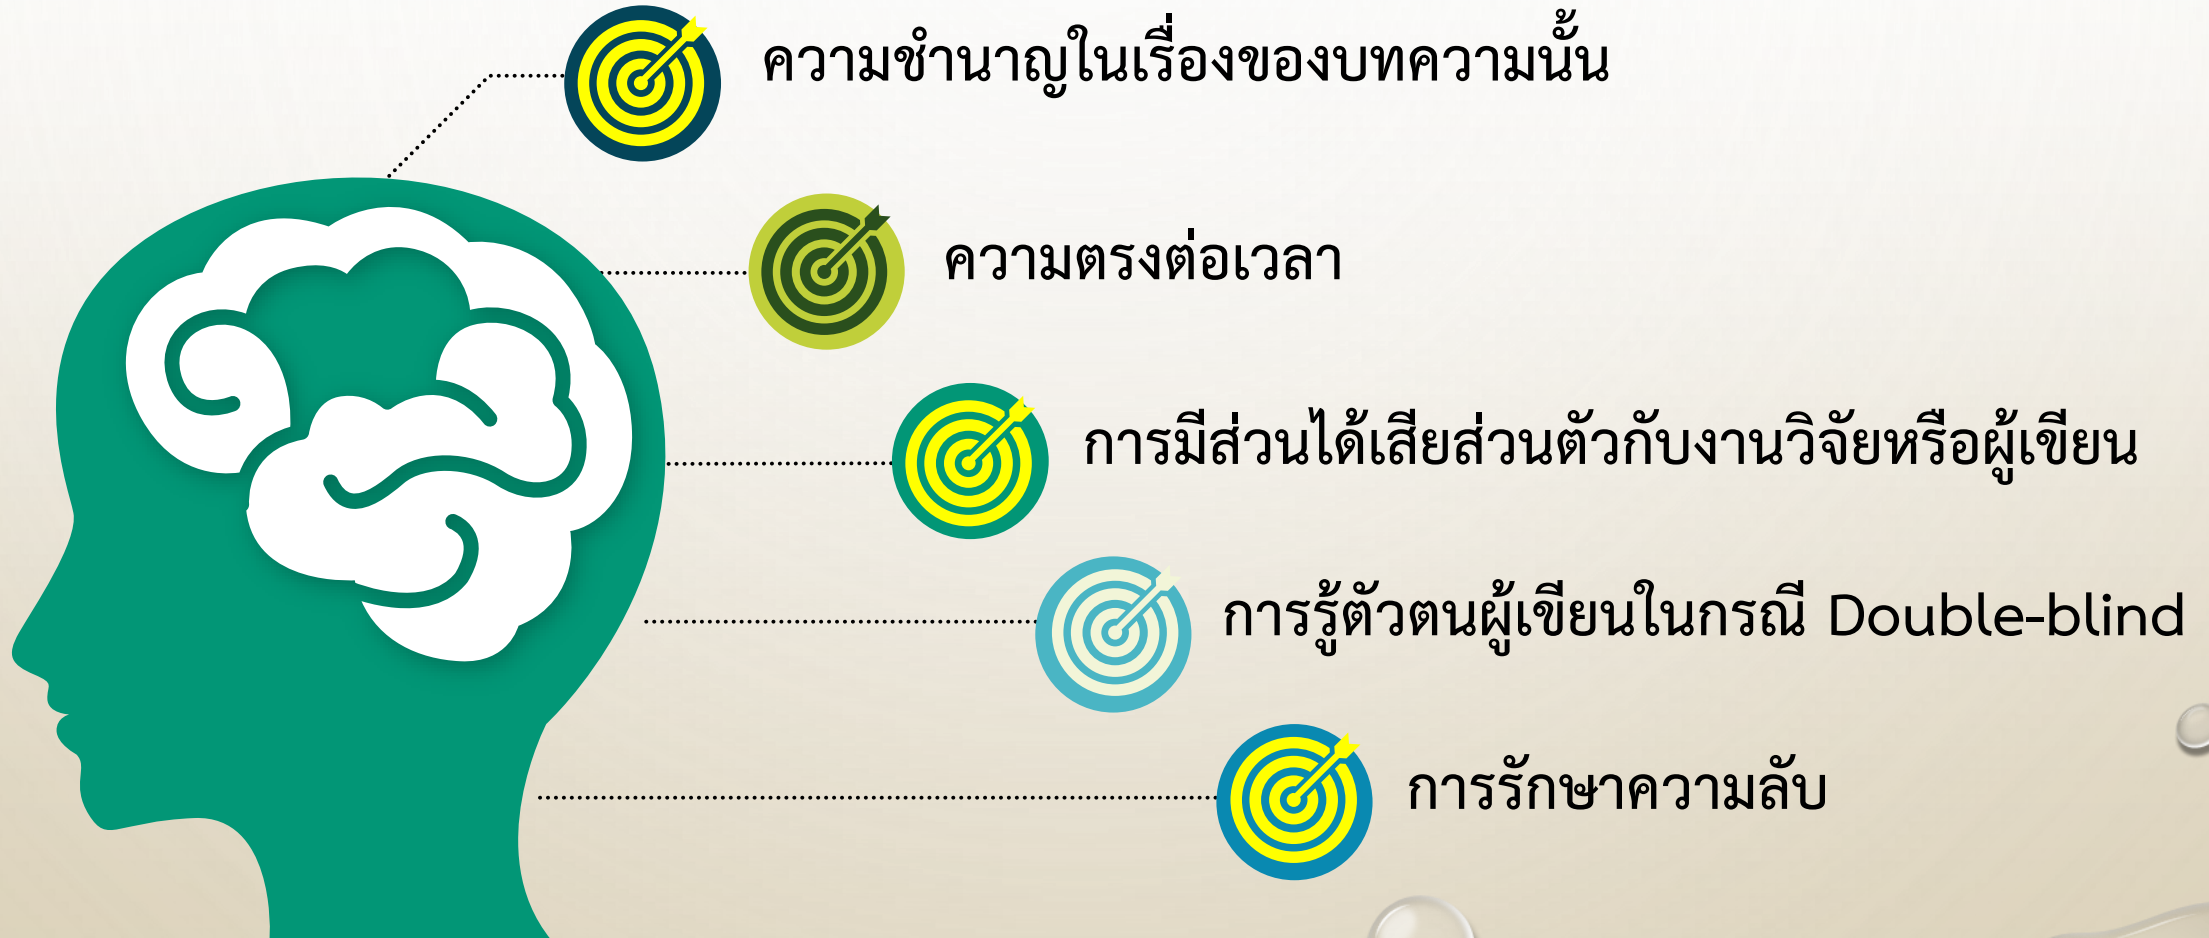 ความชำนาญในเรื่องของบทความนั้น
ความตรงต่อเวลา
การมีส่วนได้เสียส่วนตัวกับงานวิจัยหรือผู้เขียน
การรู้ตัวตนผู้เขียนในกรณี Double-blind
การรักษาความลับ